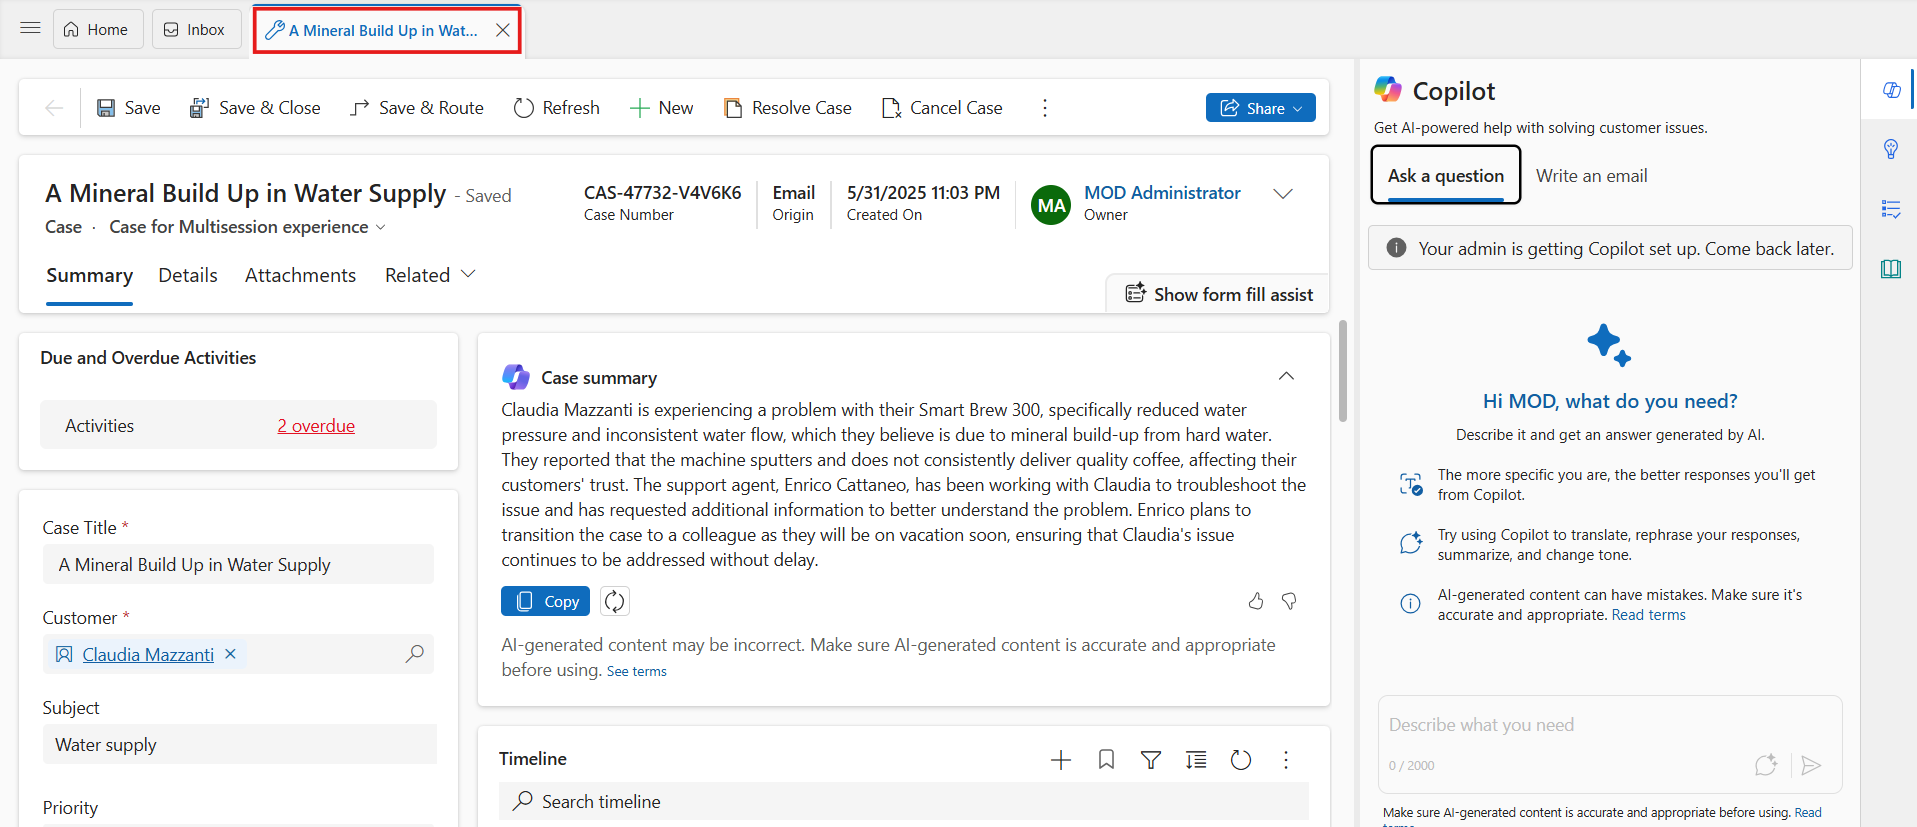 Home
Inbox
A Mineral Build Up in Wat...
Save
Save & Close
Save & Route
Refresh
New
Resolve Case
Cancel Case
Share
A Mineral Build Up in Water Supply - Saved
Case · Case for Multisession experience
CAS-47732-V4V6K6
Case Number
Email
Origin
5/31/2025 11:03 PM
Created On
MA
MOD Administrator
Owner
Summary
Details
Attachments
Related
Show form fill assist
Due and Overdue Activities
Activities
2 overdue
Case Title *
A Mineral Build Up in Water Supply
Customer *
Claudia Mazzanti
Subject
Water supply
Priority
Case summary
Claudia Mazzanti is experiencing a problem with their Smart Brew 300, specifically reduced water
pressure and inconsistent water flow, which they believe is due to mineral build-up from hard water.
They reported that the machine sputters and does not consistently deliver quality coffee, affecting their
customers' trust. The support agent, Enrico Cattaneo, has been working with Claudia to troubleshoot the
issue and has requested additional information to better understand the problem. Enrico plans to
transition the case to a colleague as they will be on vacation soon, ensuring that Claudia's issue
continues to be addressed without delay.
Copy
AI-generated content may be incorrect. Make sure AI-generated content is accurate and appropriate
before using. See terms
Timeline
Search timeline
Copilot
Get AI-powered help with solving customer issues.
Ask a question
Write an email
Your admin is getting Copilot set up. Come back later.
Hi MOD, what do you need?
Describe it and get an answer generated by AI.
The more specific you are, the better responses you'll get
from Copilot.
Try using Copilot to translate, rephrase your responses,
summarize, and change tone.
AI-generated content can have mistakes. Make sure it's
accurate and appropriate. Read terms
Describe what you need
0 / 2000
Make sure AI-generated content is accurate and appropriate before using. Read